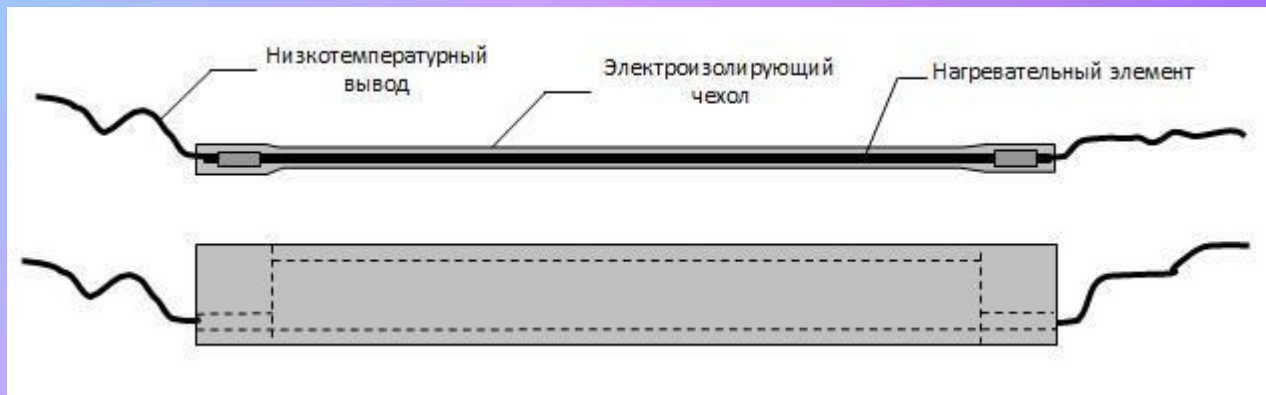 Низкотемпературный
вывод
Электроизолирующий
чехол
Нагревательный элемент